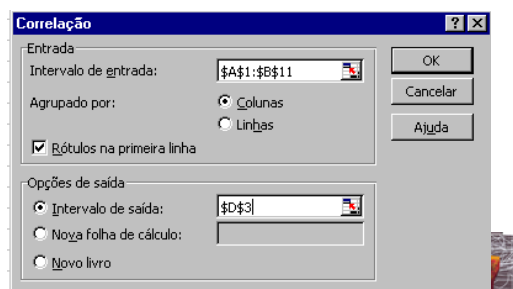 Correlação
Entrada
Intervalo de entrada: $A$1:$B$11
OK
Cancelar
Agrupado por: Colunas
Linhas
Ajuda
Rótulos na primeira linha
Opções de saída
Intervalo de saída: $D$3
Nova folha de cálculo:
Novo livro